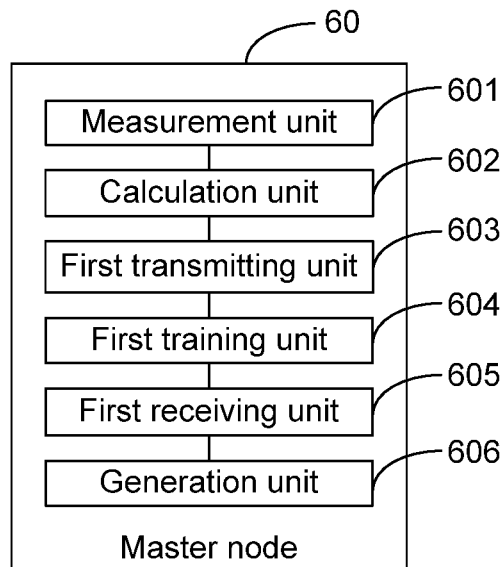 60
Measurement unit
601
Calculation unit
602
First transmitting unit
603
First training unit
604
First receiving unit
605
Generation unit
606
Master node